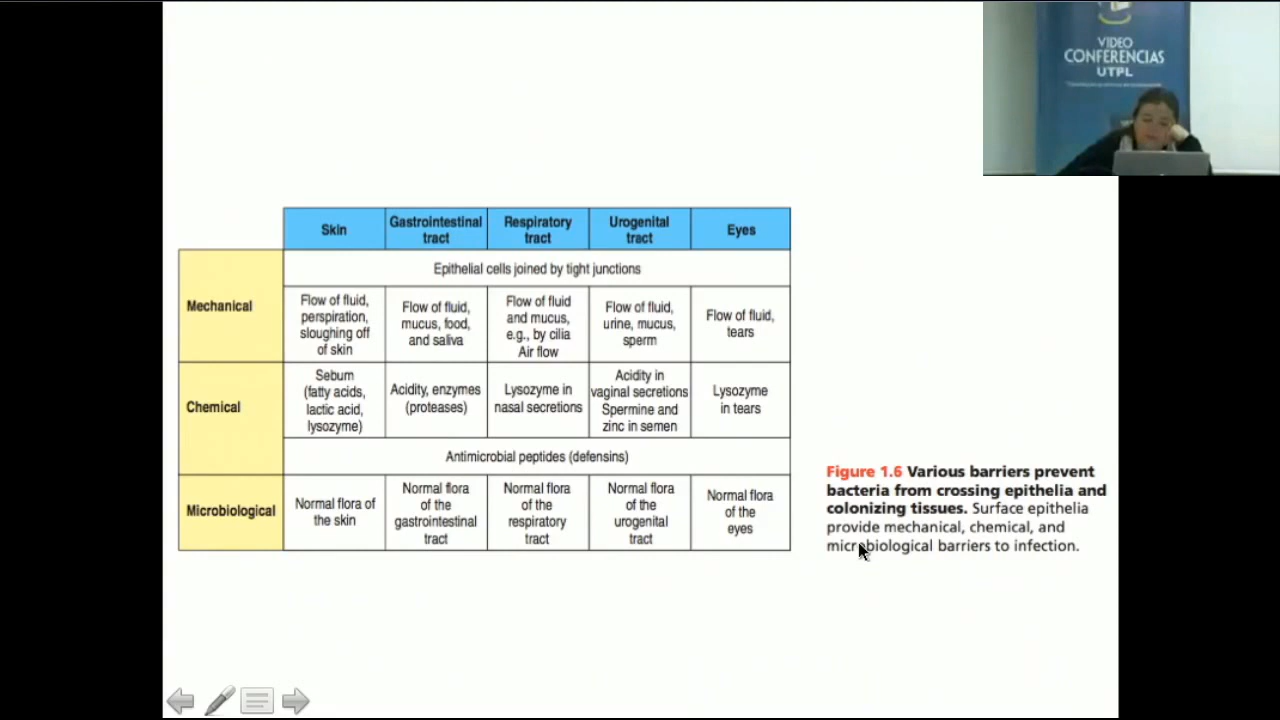 VIDEO
CONFERENCIAS
UTPL
Skin
Gastrointestinal
tract
Respiratory
tract
Urogenital
tract
Eyes
Mechanical
Epithelial cells joined by tight junctions
Flow of fluid,
perspiration,
sloughing off
of skin
Flow of fluid,
mucus, food,
and saliva
Flow of fluid
and mucus,
e.g., by cilia
Air flow
Flow of fluid,
urine, mucus,
sperm
Flow of fluid,
tears
Chemical
Sebum
(fatty acids,
lactic acid,
lysozyme)
Acidity, enzymes
(proteases)
Lysozyme in
nasal secretions
Acidity in
vaginal secretions
Spermine and
zinc in semen
Lysozyme
in tears
Antimicrobial peptides (defensins)
Microbiological
Normal flora of
the skin
Normal flora
of the
gastrointestinal
tract
Normal flora
of the
respiratory
tract
Normal flora
of the
urogenital
tract
Normal flora
of the
eyes
Figure 1.6 Various barriers prevent
bacteria from crossing epithelia and
colonizing tissues. Surface epithelia
provide mechanical, chemical, and
microbiological barriers to infection.